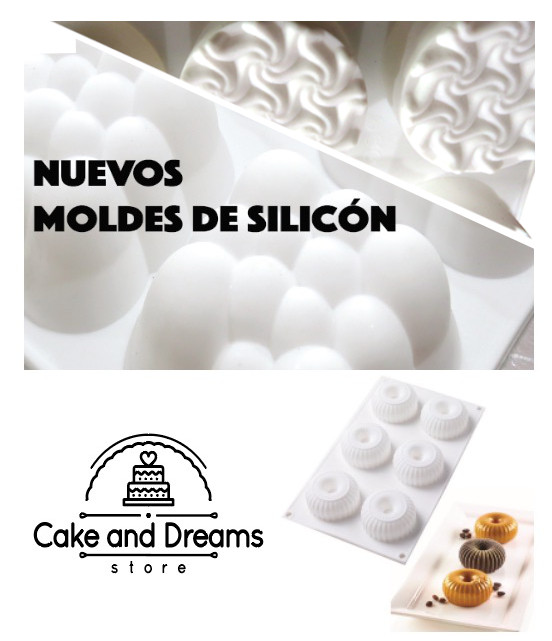 NUEVOS
MOLDES DE SILICÓN
Cake and Dreams
store